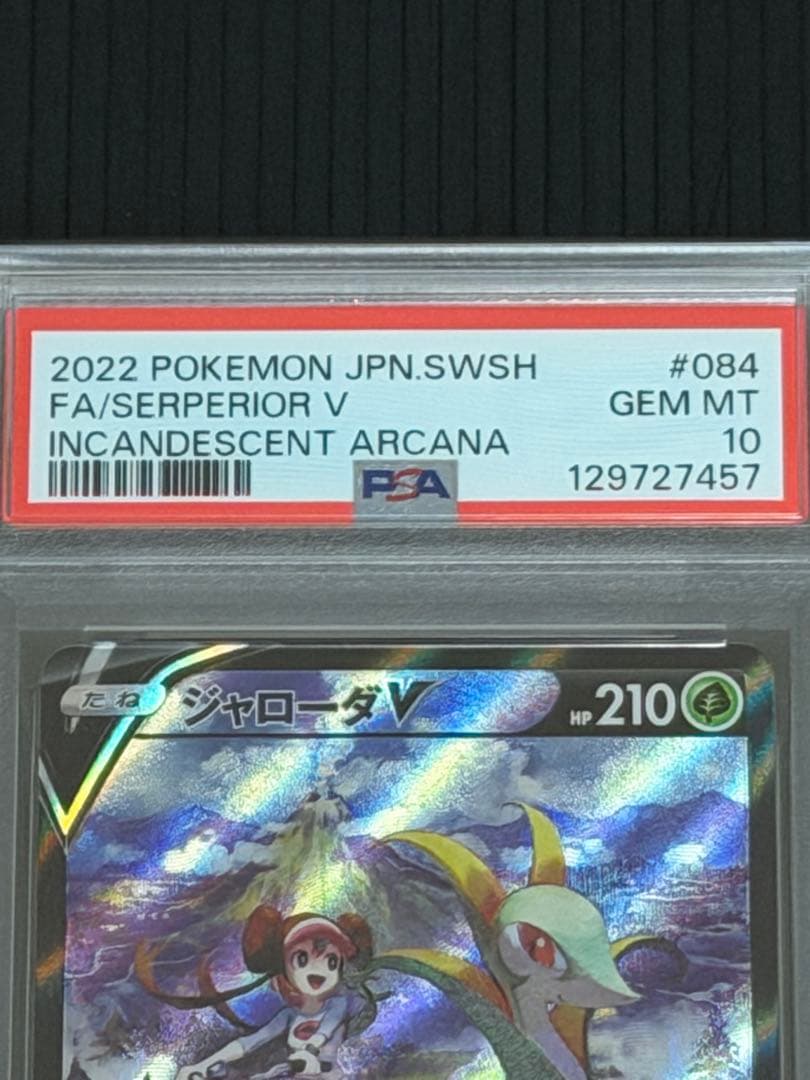 2022 POKEMON JPN.SWSH #084
FA/SERPERIOR V GEM MT
INCANDESCENT ARCANA 10
PSA 129727457
たね ジャローダV HP 210